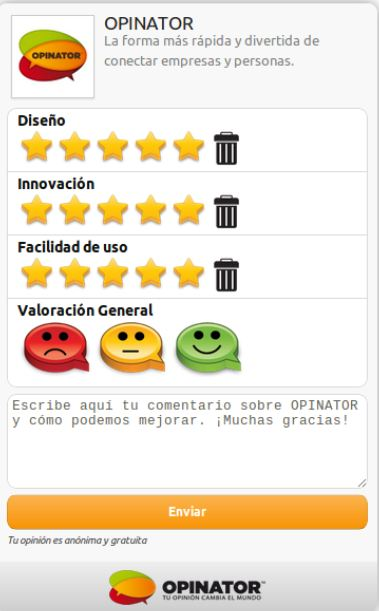 OPINATOR
OPINATOR
La forma más rápida y divertida de
conectar empresas y personas.
Diseño
Innovación
Facilidad de uso
Valoración General
Escribe aquí tu comentario sobre OPINATOR
y cómo podemos mejorar. ¡Muchas gracias!
Enviar
Tu opinión es anónima y gratuita
OPINATOR™
TU OPINIÓN CAMBIA EL MUNDO